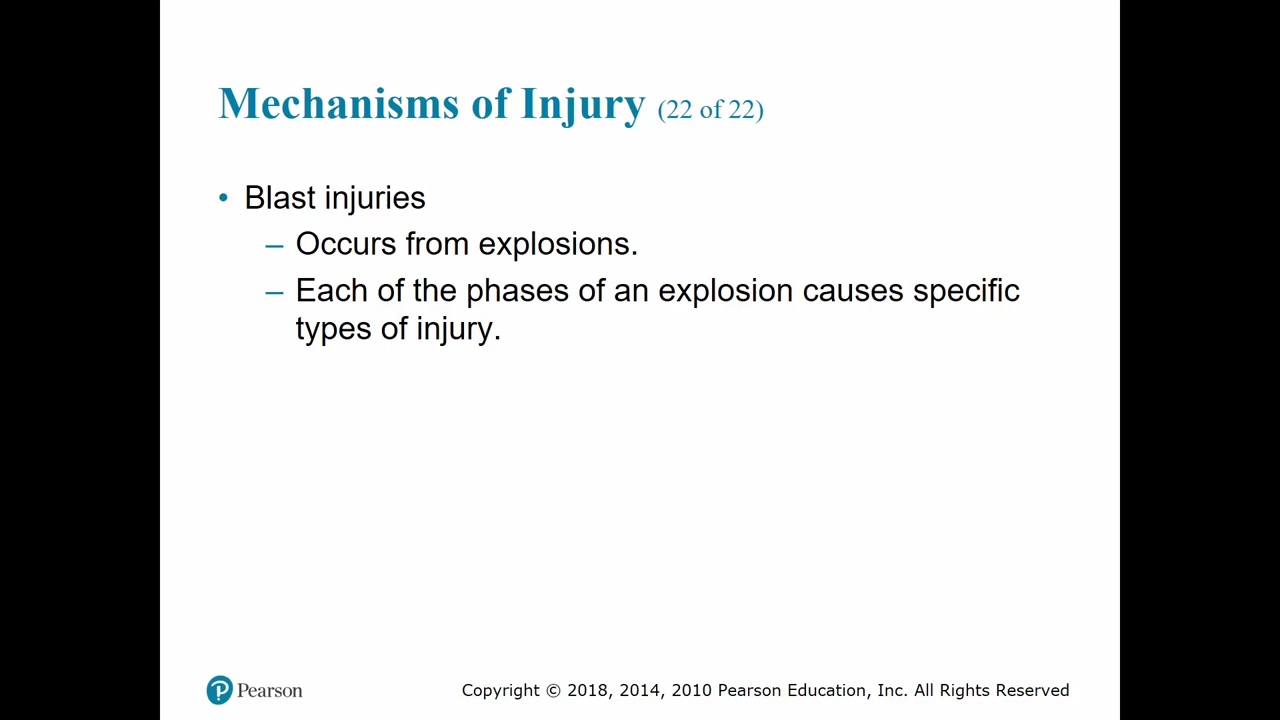 Mechanisms of Injury (22 of 22)
• Blast injuries
– Occurs from explosions.
– Each of the phases of an explosion causes specific
types of injury.
Pearson
Copyright © 2018, 2014, 2010 Pearson Education, Inc. All Rights Reserved